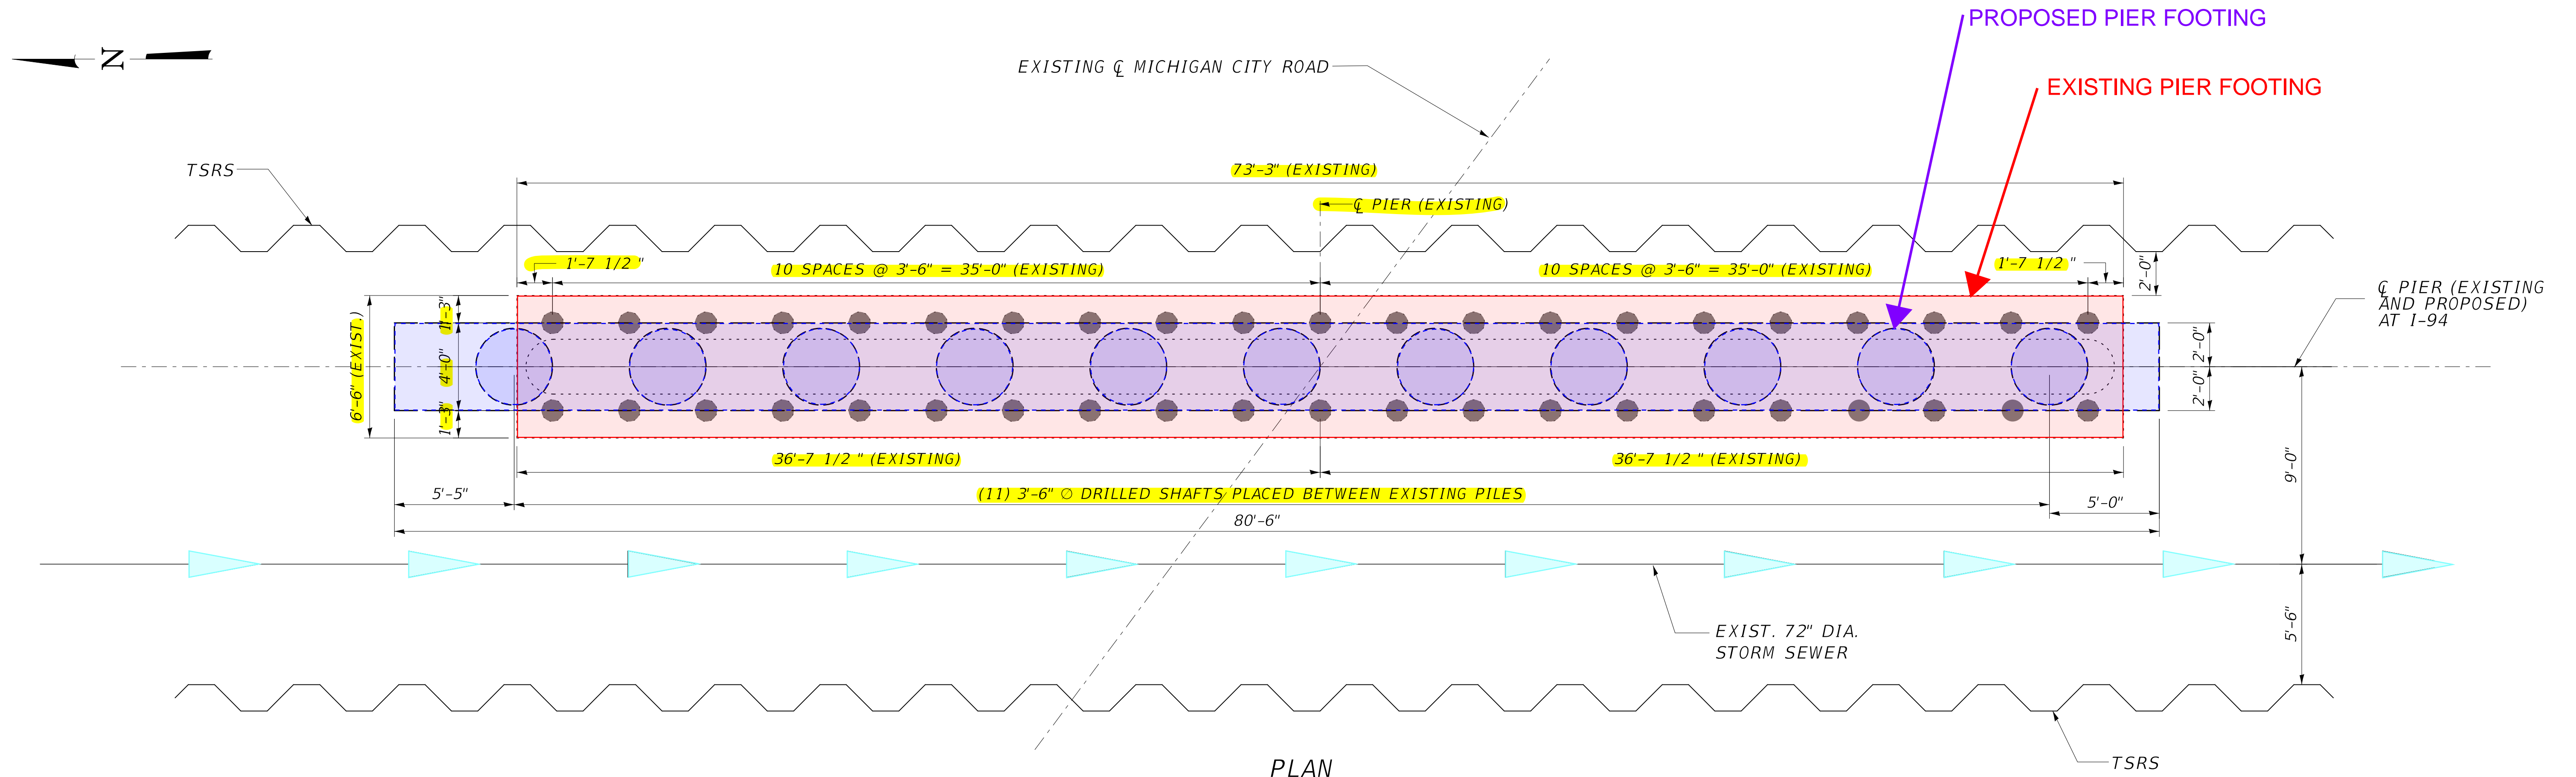 PROPOSED PIER FOOTING
N
EXISTING ℄ MICHIGAN CITY ROAD
EXISTING PIER FOOTING
TSRS
73'-3" (EXISTING)
℄ PIER (EXISTING)
1'-7 1/2 "
10 SPACES @ 3'-6" = 35'-0" (EXISTING)
10 SPACES @ 3'-6" = 35'-0" (EXISTING)
1'-7 1/2 "
2'-0"
℄ PIER (EXISTING
AND PROPOSED)
AT I-94
6'-6" (EXIST.)
1'-3"
4'-0"
1'-3"
2'-0"
2'-0"
9'-0"
36'-7 1/2 " (EXISTING)
36'-7 1/2 " (EXISTING)
5'-5"
(11) 3'-6" ∅ DRILLED SHAFTS PLACED BETWEEN EXISTING PILES
5'-0"
80'-6"
5'-6"
EXIST. 72" DIA.
STORM SEWER
TSRS
PLAN